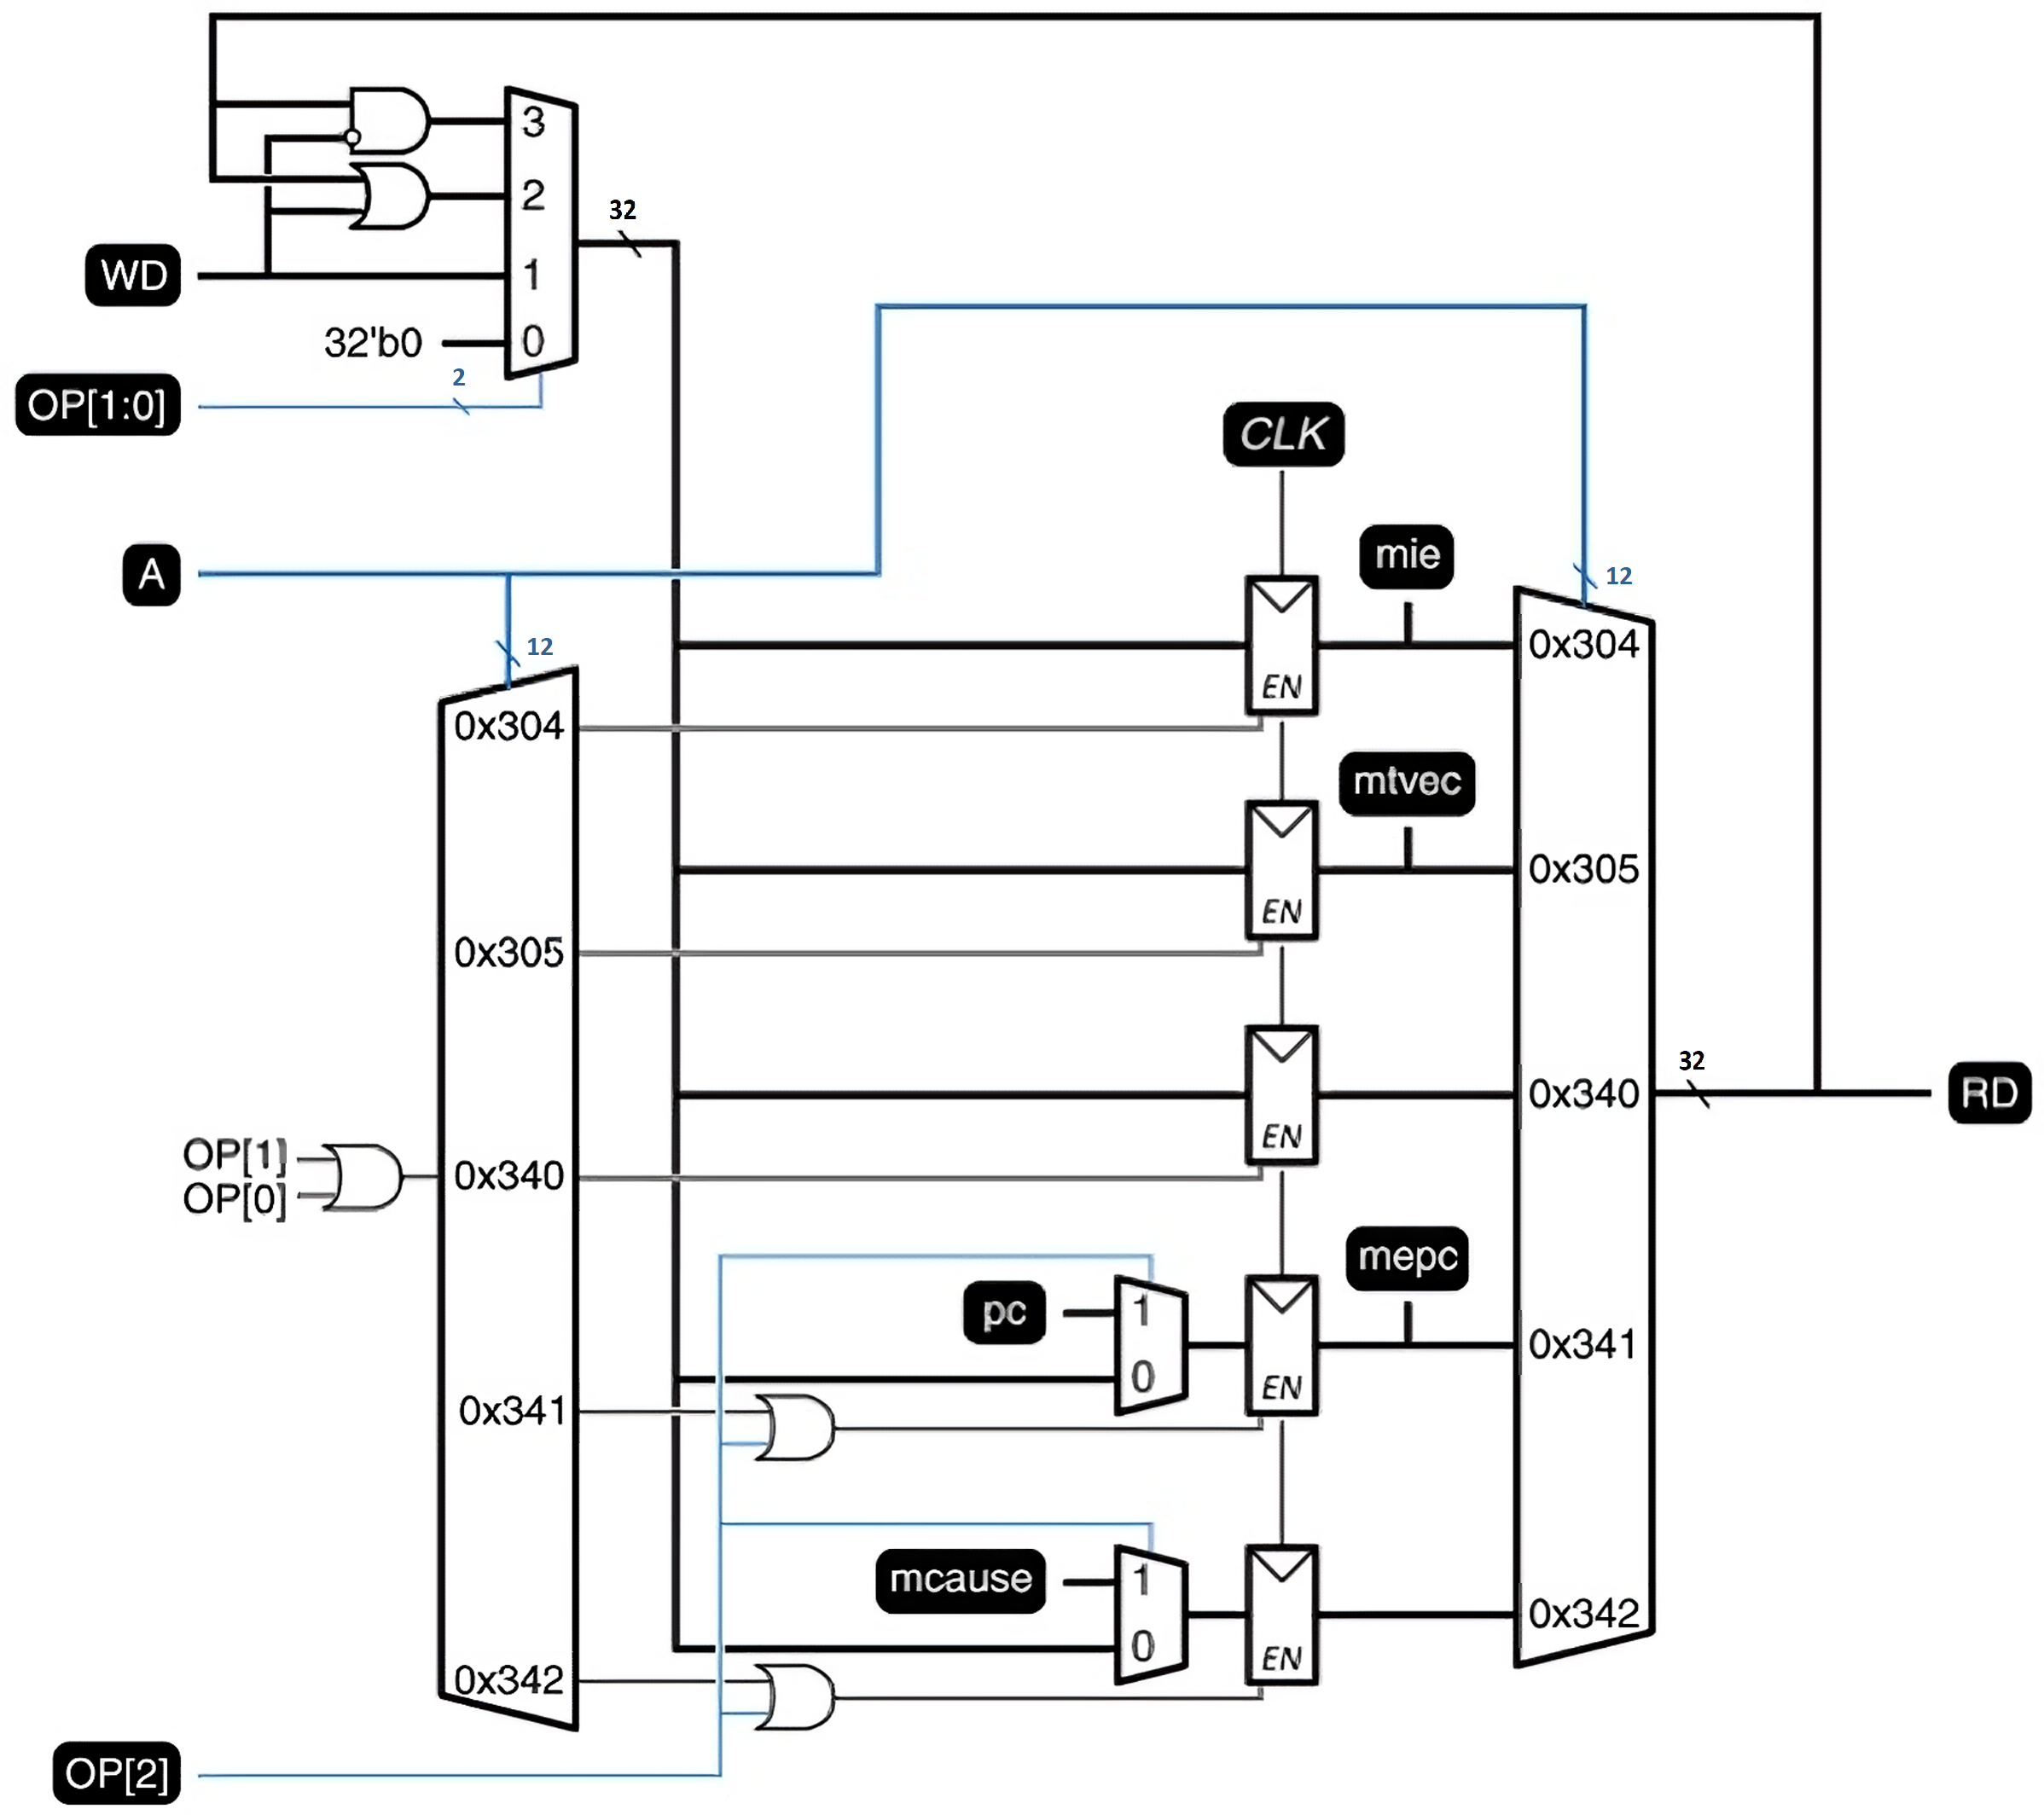 3
2
32
WD
1
32'b0
0
2
OP[1:0]
CLK
A
mie
12
12
0x304
EN
0x304
mtvec
0x305
EN
0x305
32
0x340
RD
EN
OP[1]
0x340
OP[0]
mepc
pc
1
0x341
0
EN
0x341
mcause
1
0x342
0
EN
0x342
OP[2]